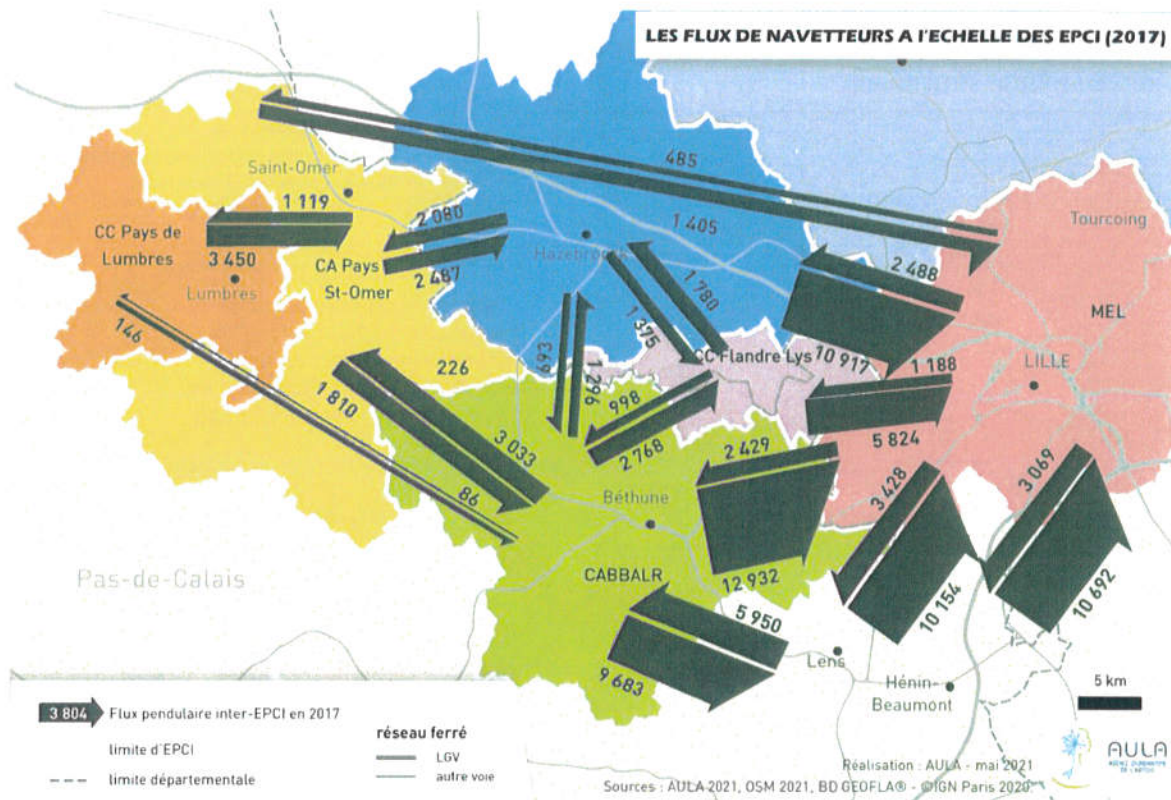 LES FLUX DE NAVETTEURS A l'ECHELLE DES EPCI (2017)
485
Tourcoing
Saint-Omer
1 119
2 080
1 405
CC Pays de
Lumbres
3 450
CA Pays
St-Omer
2 487
Hazebrouck
2 488
Lumbres
MEL
1 780
1 375
146
CC Flandre Lys
10 917
1 188
LILLE
226
693
1 296
998
1 810
3 033
2 768
2 429
5 824
3 428
3 069
86
Béthune
Pas-de-Calais
CABBALR
12 932
10 154
10 692
5 950
9 683
Lens
Hénin-
Beaumont
5 km
3 804 Flux pendulaire inter-EPCI en 2017
limite d'EPCI
limite départementale
réseau ferré
LGV
autre voie
AULA
Réalisation : AULA - mai 2021
Sources : AULA 2021, OSM 2021, BD GEOFLA® - ©IGN Paris 2020.